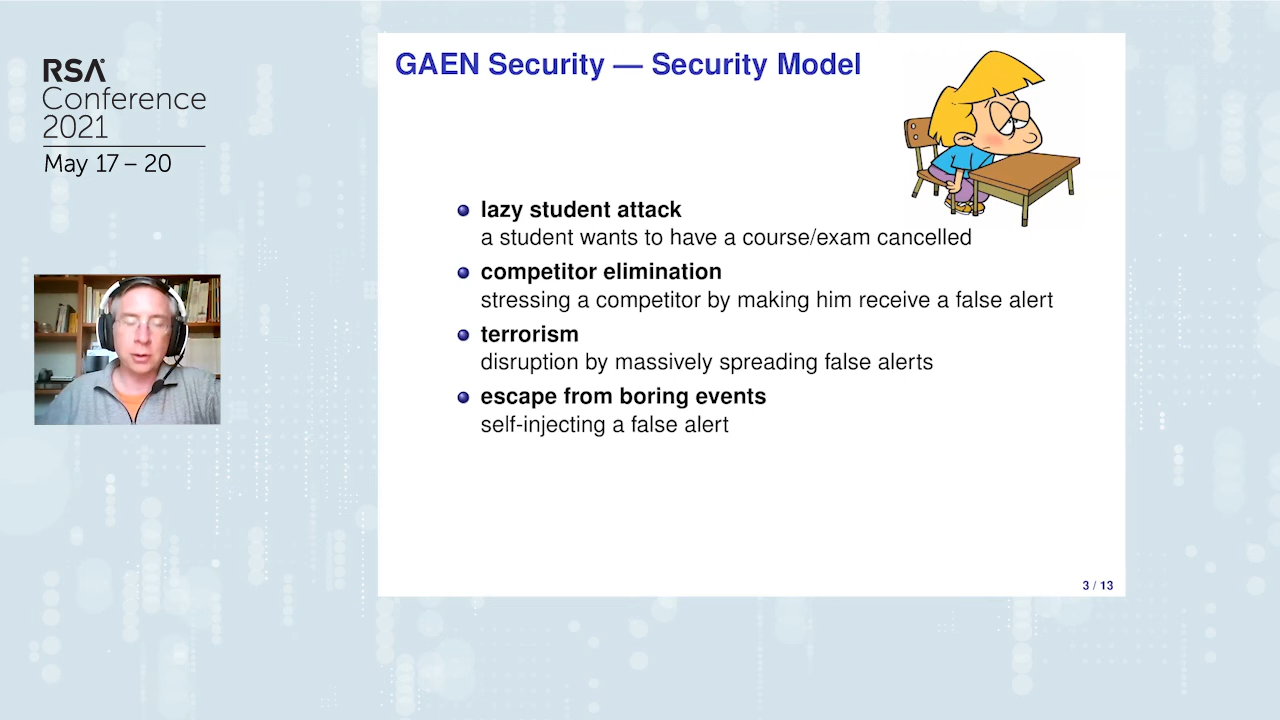 RSA
Conference
2021
May 17 – 20
GAEN Security — Security Model
lazy student attack
a student wants to have a course/exam cancelled
competitor elimination
stressing a competitor by making him receive a false alert
terrorism
disruption by massively spreading false alerts
escape from boring events
self-injecting a false alert
3 / 13